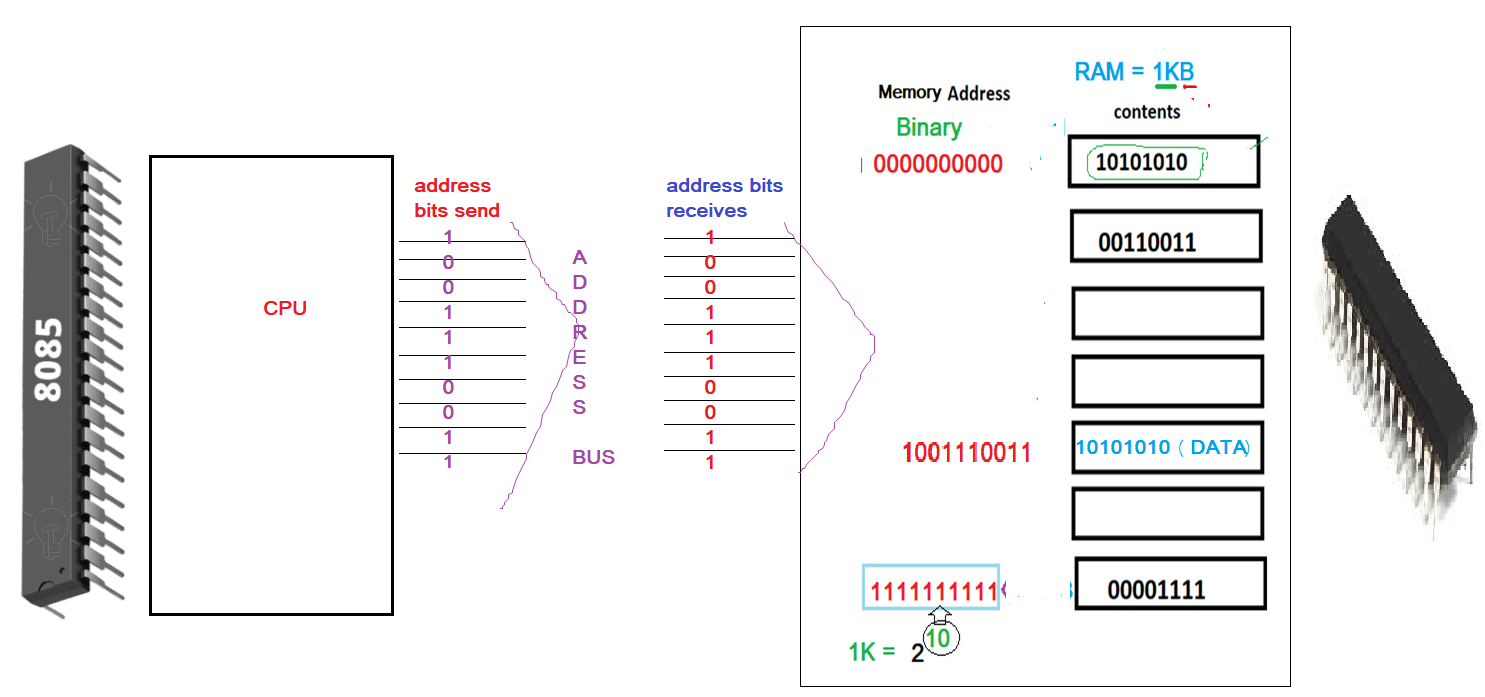 8085
CPU
address
bits send
1
0
0
1
1
1
0
0
1
1
A
D
D
R
E
S
S
BUS
address bits
receives
1
0
0
1
1
1
0
0
1
1
RAM = 1KB
Memory Address
contents
Binary
0000000000
10101010
00110011
1001110011
10101010 ( DATA)
1111111111
00001111
1K = 2^10